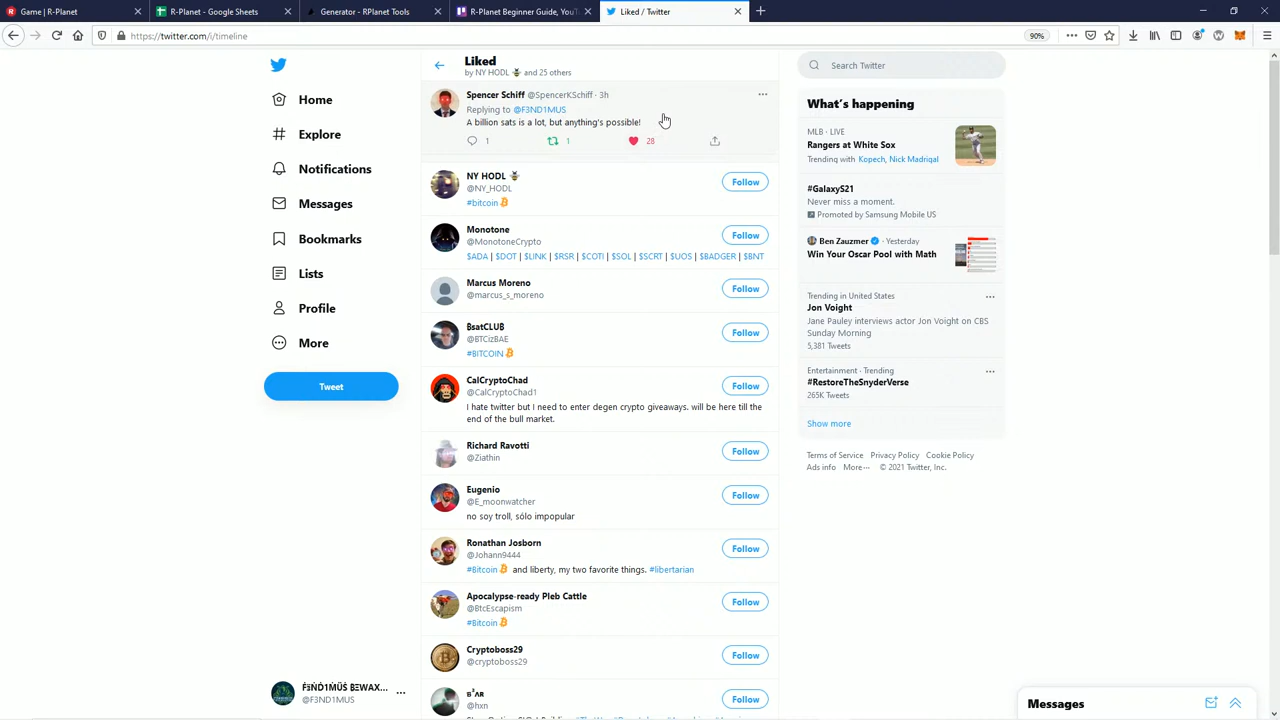 Game | R-Planet
R-Planet - Google Sheets
Generator - RPlanet Tools
R-Planet Beginner Guide, You
Liked / Twitter
https://twitter.com/i/timeline
90%
Home
Explore
Notifications
Messages
Bookmarks
Lists
Profile
More
Tweet
FΞND1MUS BΞWAX...
@F3ND1MUS
Liked
by NY HODL 🐝 and 25 others
Spencer Schiff @SpencerKSchiff · 3h
Replying to @F3ND1MUS
A billion sats is a lot, but anything's possible!
1
1
28
NY HODL 🐝
@NY_HODL
#bitcoin
Follow
Monotone
@MonotoneCrypto
$ADA | $DOT | $LINK | $RSR | $COTI | $SOL | $SCRT | $UOS | $BADGER | $BNT
Follow
Marcus Moreno
@marcus_s_moreno
Follow
BsatCLUB
@BTCizBAE
#BITCOIN
Follow
CalCryptoChad
@CalCryptoChad1
I hate twitter but I need to enter degen crypto giveaways. will be here till the
end of the bull market.
Follow
Richard Ravotti
@Ziathin
Follow
Eugenio
@E_moonwatcher
no soy troll, sólo impopular
Follow
Ronathan Josborn
@Johann9444
#Bitcoin and liberty, my two favorite things. #libertarian
Follow
Apocalypse-ready Pleb Cattle
@BtcEscapism
#Bitcoin
Follow
Cryptoboss29
@cryptoboss29
Follow
@hxn
Follow
Search Twitter
What's happening
MLB · LIVE
Rangers at White Sox
Trending with Kopech, Nick Madrigal
#GalaxyS21
Never miss a moment.
Promoted by Samsung Mobile US
Ben Zauzmer · Yesterday
Win Your Oscar Pool with Math
Trending in United States
Jon Voight
Jane Pauley interviews actor Jon Voight on CBS
Sunday Morning
5,381 Tweets
Entertainment · Trending
#RestoreTheSnyderVerse
265K Tweets
Show more
Terms of Service Privacy Policy Cookie Policy
Ads info More··· © 2021 Twitter, Inc.
Messages